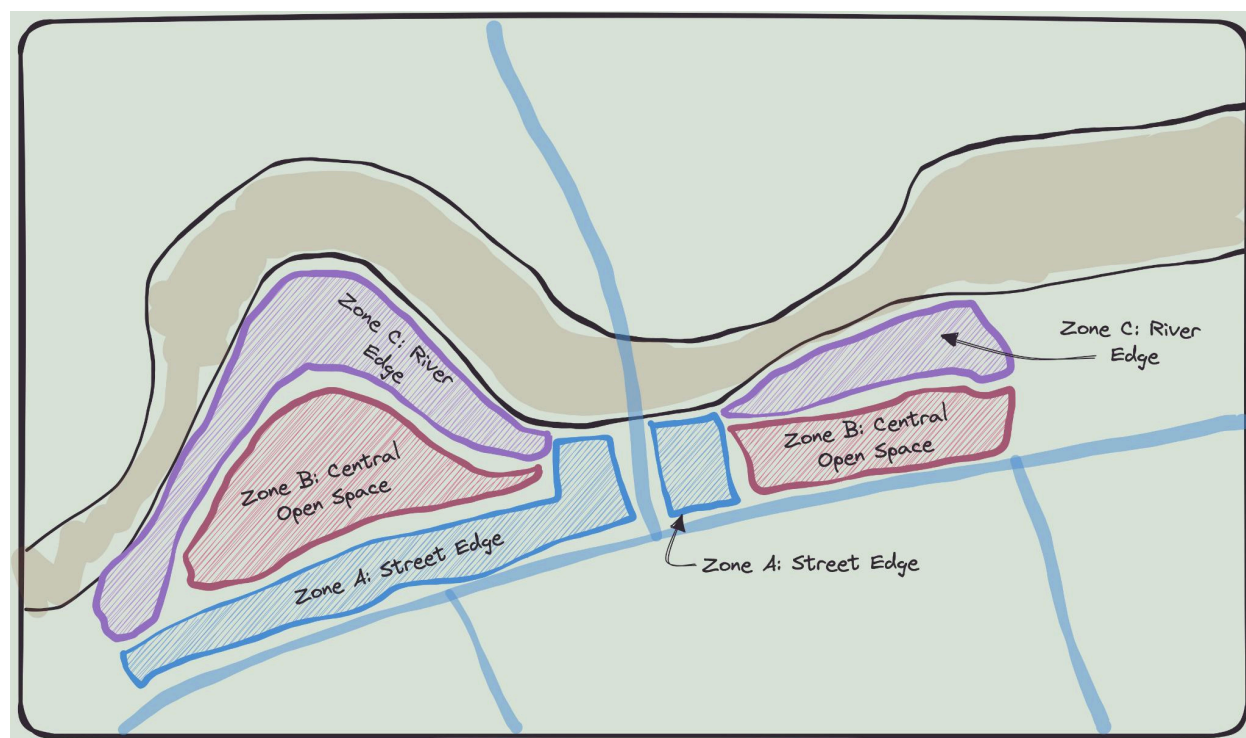 Zone C: River
Edge
Zone C: River
Edge
Zone B: Central
Open Space
Zone B: Central
Open Space
Zone A: Street Edge
Zone A: Street Edge